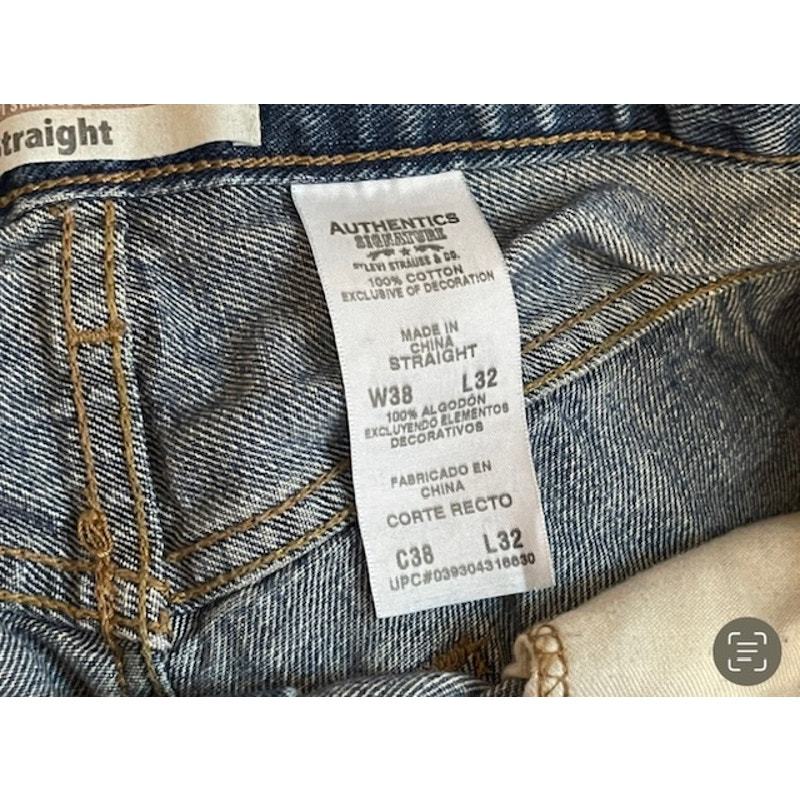 traight
AUTHENTICS
SIGNATURE
BY LEVI STRAUSS & CO.
100% COTTON
EXCLUSIVE OF DECORATION
MADE IN
CHINA
STRAIGHT
W38 L32
100% ALGODÓN
EXCLUYENDO ELEMENTOS
DECORATIVOS
FABRICADO EN
CHINA
CORTE RECTO
C38 L32
UPC#039304316630